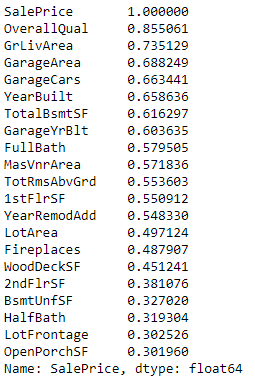 SalePrice 1.000000
OverallQual 0.855061
GrLivArea 0.735129
GarageArea 0.688249
GarageCars 0.663441
YearBuilt 0.658636
TotalBsmtSF 0.616297
GarageYrBlt 0.603635
FullBath 0.579505
MasVnrArea 0.571836
TotRmsAbvGrd 0.553603
1stFlrSF 0.550912
YearRemodAdd 0.548330
LotArea 0.497124
Fireplaces 0.487907
WoodDeckSF 0.451241
2ndFlrSF 0.381076
BsmtUnfSF 0.327020
HalfBath 0.319304
LotFrontage 0.302526
OpenPorchSF 0.301960
Name: SalePrice, dtype: float64